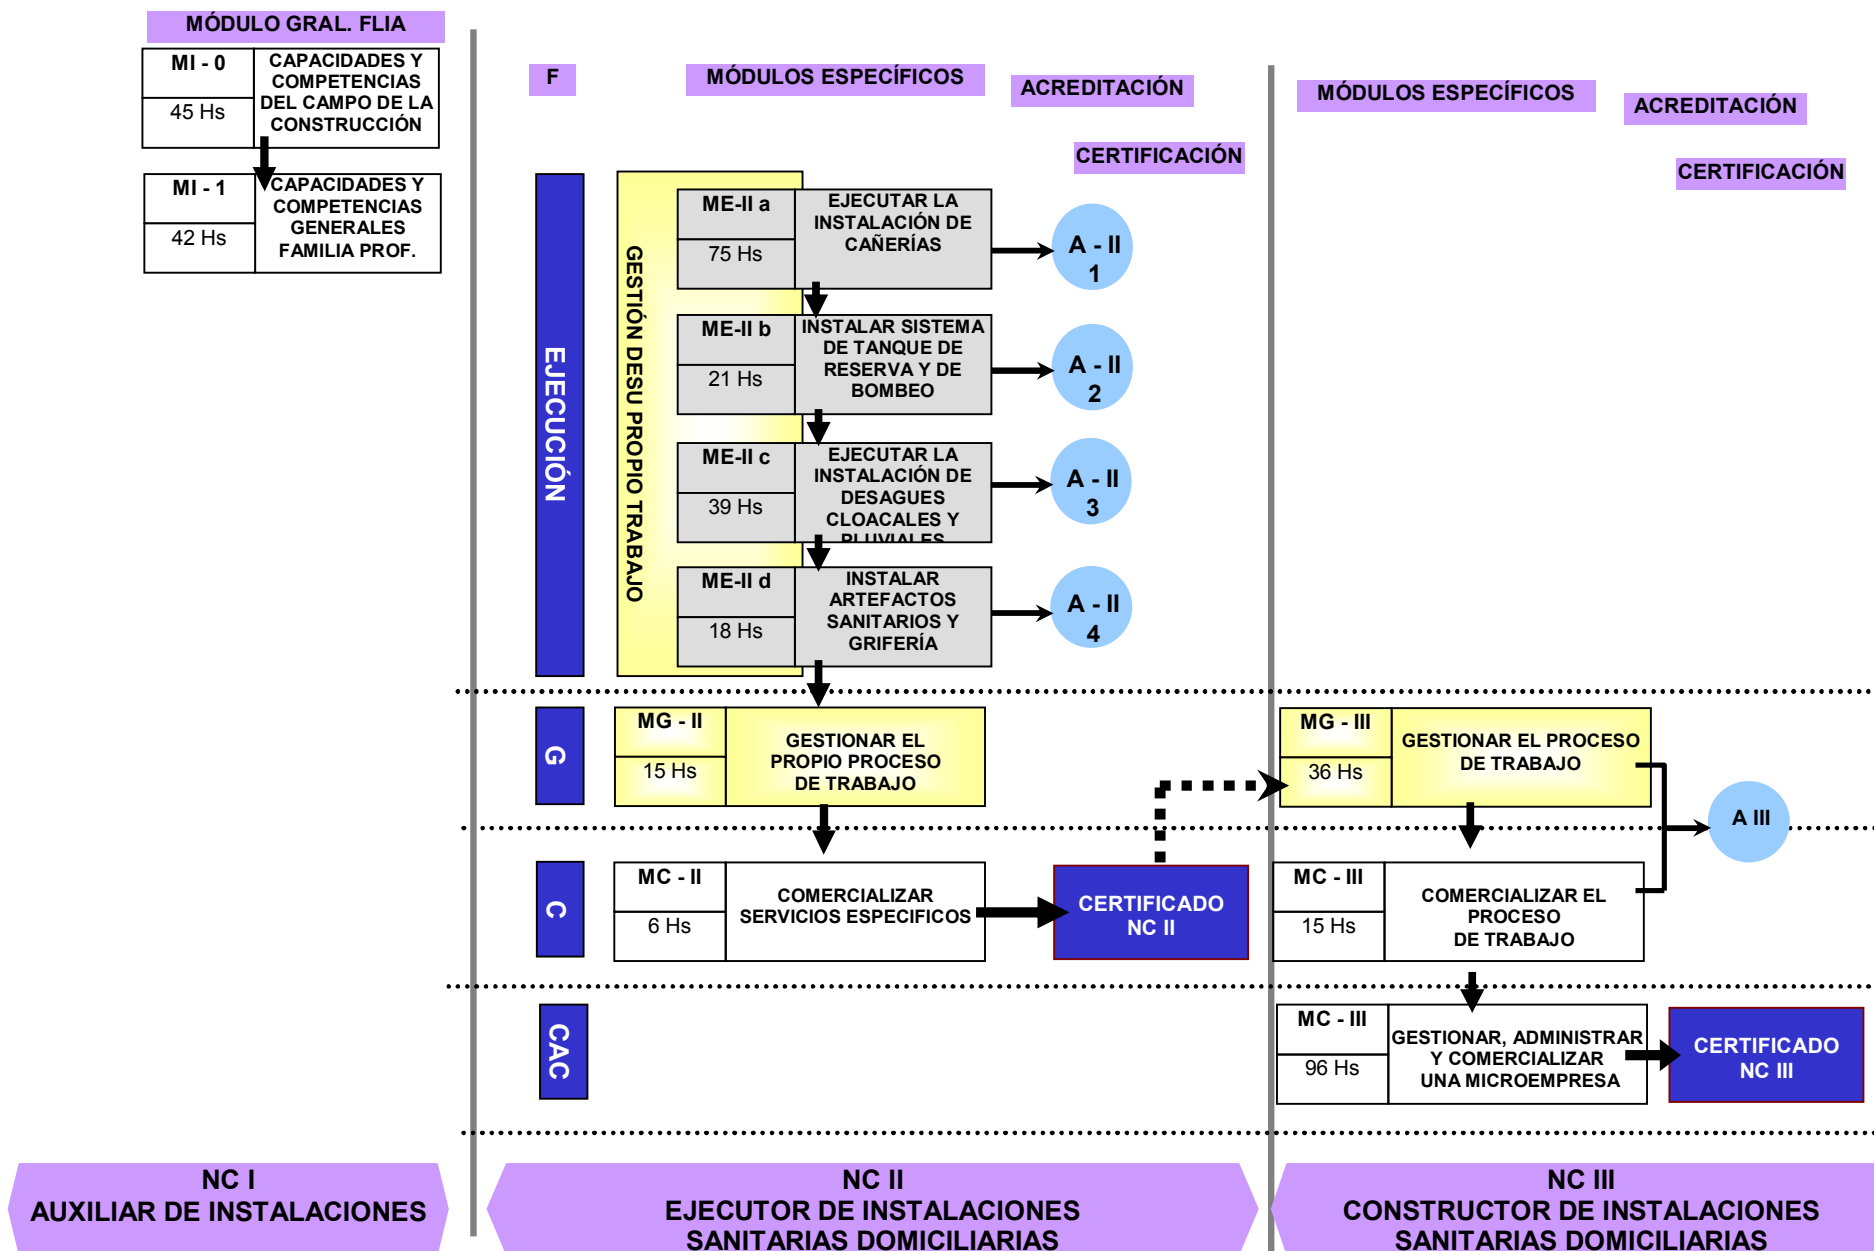 MÓDULO GRAL. FLIA
MI - 0
45 Hs
CAPACIDADES Y
COMPETENCIAS
DEL CAMPO DE LA
CONSTRUCCIÓN
MI - 1
42 Hs
CAPACIDADES Y
COMPETENCIAS
GENERALES
FAMILIA PROF.
F
MÓDULOS ESPECÍFICOS
ACREDITACIÓN
CERTIFICACIÓN
EJECUCIÓN
GESTIÓN DESU PROPIO TRABAJO
ME-II a
75 Hs
EJECUTAR LA
INSTALACIÓN DE
CAÑERÍAS
A - II
1
ME-II b
21 Hs
INSTALAR SISTEMA
DE TANQUE DE
RESERVA Y DE
BOMBEO
A - II
2
ME-II c
39 Hs
EJECUTAR LA
INSTALACIÓN DE
DESAGUES
CLOACALES Y
PLUVIALES
A - II
3
ME-II d
18 Hs
INSTALAR
ARTEFACTOS
SANITARIOS Y
GRIFERÍA
A - II
4
G
MG - II
15 Hs
GESTIONAR EL
PROPIO PROCESO
DE TRABAJO
C
MC - II
6 Hs
COMERCIALIZAR
SERVICIOS ESPECIFICOS
CERTIFICADO
NC II
CAC
MÓDULOS ESPECÍFICOS
ACREDITACIÓN
CERTIFICACIÓN
MG - III
36 Hs
GESTIONAR EL PROCESO
DE TRABAJO
A III
MC - III
15 Hs
COMERCIALIZAR EL
PROCESO
DE TRABAJO
MC - III
96 Hs
GESTIONAR, ADMINISTRAR
Y COMERCIALIZAR
UNA MICROEMPRESA
CERTIFICADO
NC III
NC I
AUXILIAR DE INSTALACIONES
NC II
EJECUTOR DE INSTALACIONES
SANITARIAS DOMICILIARIAS
NC III
CONSTRUCTOR DE INSTALACIONES
SANITARIAS DOMICILIARIAS